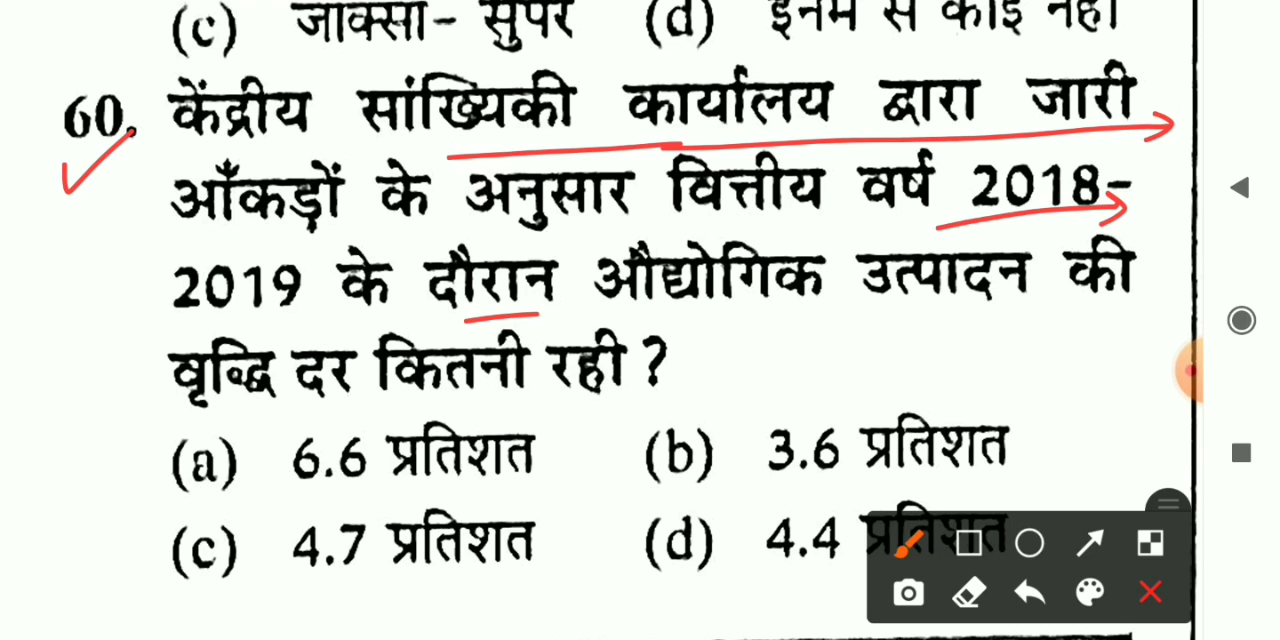 (c) जाक्सा- सुपर (d) इनमें से कोई नहीं
60. केंद्रीय सांख्यिकी कार्यालय द्वारा जारी
आँकड़ों के अनुसार वित्तीय वर्ष 2018-
2019 के दौरान औद्योगिक उत्पादन की
वृद्धि दर कितनी रही ?
(a) 6.6 प्रतिशत (b) 3.6 प्रतिशत
(c) 4.7 प्रतिशत (d) 4.4 प्रतिशत